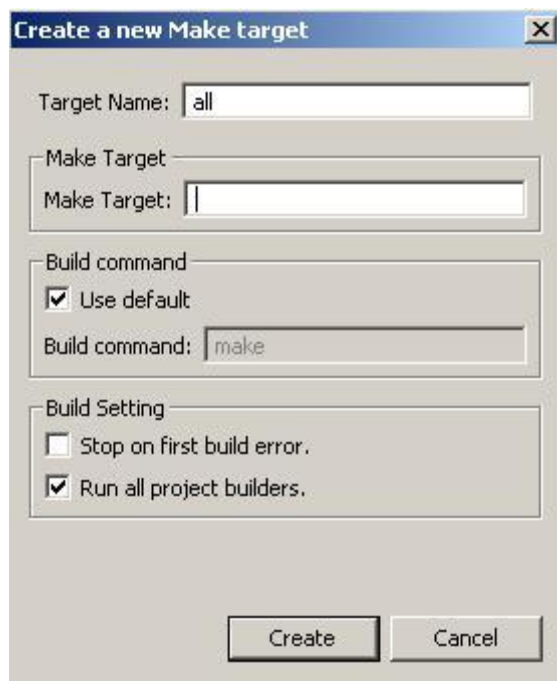 Create a new Make target
Target Name: all
Make Target
Make Target:
Build command
Use default
Build command: make
Build Setting
Stop on first build error.
Run all project builders.
Create Cancel